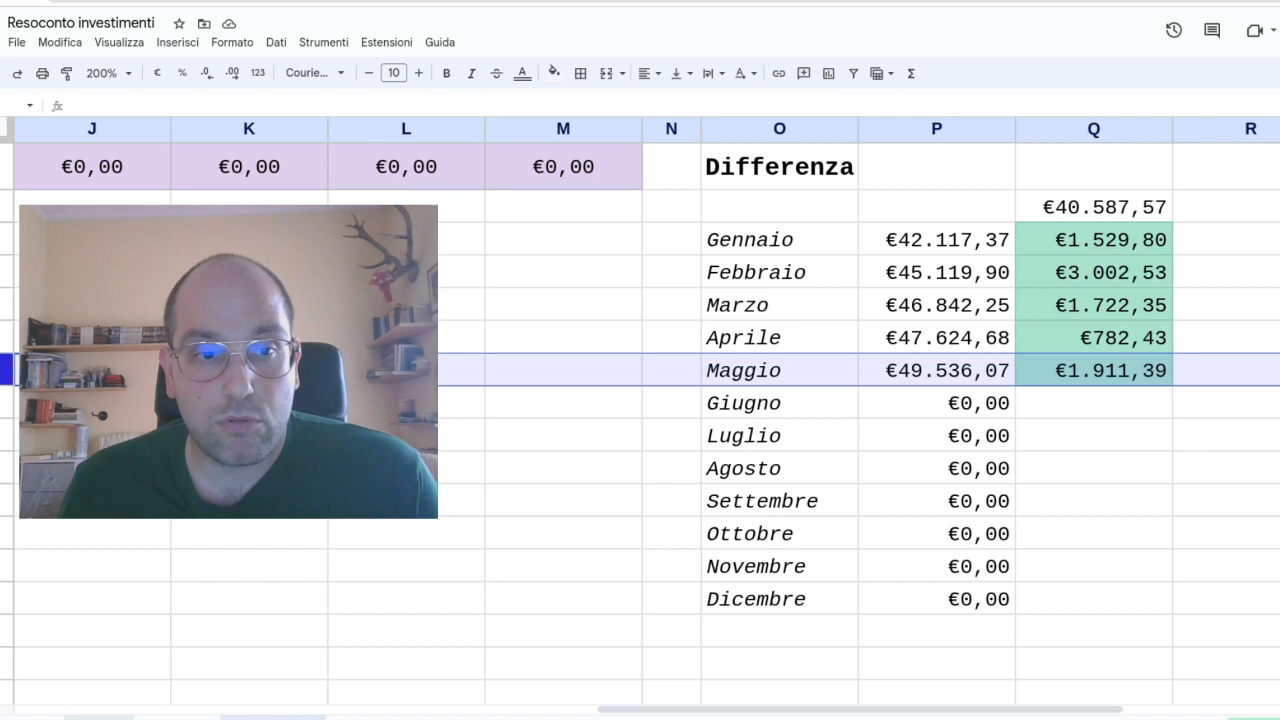 Resoconto investimenti
File Modifica Visualizza Inserisci Formato Dati Strumenti Estensioni Guida
200% € % .0 .00 123 Courie... − 10 + B I S A Σ
fx
J K L M N O P Q R
€0,00 €0,00 €0,00 €0,00 Differenza
€40.587,57
Gennaio €42.117,37 €1.529,80
Febbraio €45.119,90 €3.002,53
Marzo €46.842,25 €1.722,35
Aprile €47.624,68 €782,43
Maggio €49.536,07 €1.911,39
Giugno €0,00
Luglio €0,00
Agosto €0,00
Settembre €0,00
Ottobre €0,00
Novembre €0,00
Dicembre €0,00